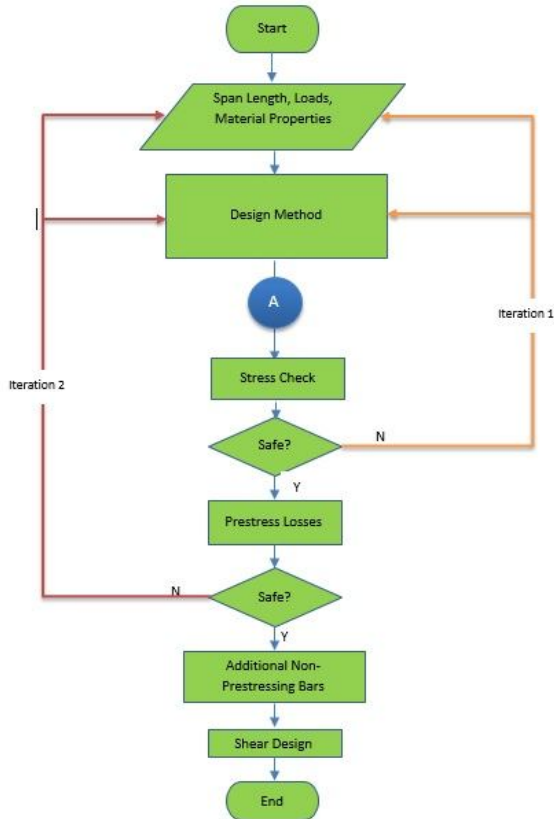 Start
Span Length, Loads,
Material Properties
Design Method
A
Iteration 1
Stress Check
Iteration 2
Safe?
N
Y
Prestress Losses
N
Safe?
Y
Additional Non-
Prestressing Bars
Shear Design
End